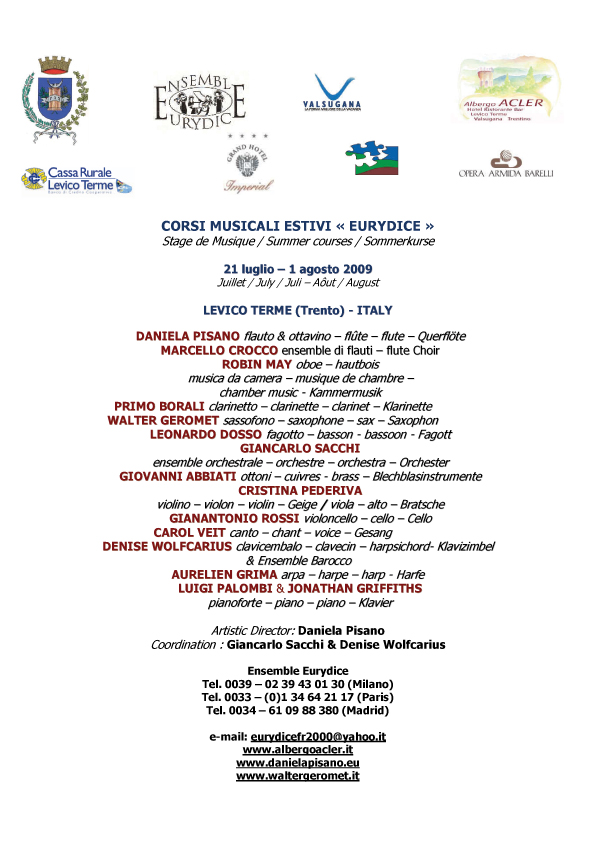 ENSEMBLE
EURYDICE
VALSUGANA
LA FORMA MIGLIORE DELLA VACANZA
Albergo ACLER
Hotel Ristorante Bar
Levico Terme
Valsugana Trentino
Cassa Rurale
Levico Terme
Banca di Credito Cooperativo
GRAND HOTEL
Imperial
OPERA ARMIDA BARELLI
CORSI MUSICALI ESTIVI « EURYDICE »
Stage de Musique / Summer courses / Sommerkurse
21 luglio – 1 agosto 2009
Juillet / July / Juli – Aôut / August
LEVICO TERME (Trento) - ITALY
DANIELA PISANO flauto & ottavino – flûte – flute – Querflöte
MARCELLO CROCCO ensemble di flauti – flute Choir
ROBIN MAY oboe – hautbois
musica da camera – musique de chambre –
chamber music - Kammermusik
PRIMO BORALI clarinetto – clarinette – clarinet – Klarinette
WALTER GEROMET sassofono – saxophone – sax – Saxophon
LEONARDO DOSSO fagotto – basson - bassoon - Fagott
GIANCARLO SACCHI
ensemble orchestrale – orchestre – orchestra – Orchester
GIOVANNI ABBIATI ottoni – cuivres - brass – Blechblasinstrumente
CRISTINA PEDERIVA
violino – violon – violin – Geige / viola – alto – Bratsche
GIANANTONIO ROSSI violoncello – cello – Cello
CAROL VEIT canto – chant – voice – Gesang
DENISE WOLFCARIUS clavicembalo – clavecin – harpsichord- Klavizimbel
& Ensemble Barocco
AURELIEN GRIMA arpa – harpe – harp - Harfe
LUIGI PALOMBI & JONATHAN GRIFFITHS
pianoforte – piano – piano – Klavier
Artistic Director: Daniela Pisano
Coordination : Giancarlo Sacchi & Denise Wolfcarius
Ensemble Eurydice
Tel. 0039 – 02 39 43 01 30 (Milano)
Tel. 0033 – (0)1 34 64 21 17 (Paris)
Tel. 0034 – 61 09 88 380 (Madrid)
e-mail: eurydicefr2000@yahoo.it
www.albergoacler.it
www.danielapisano.eu
www.waltergeromet.it